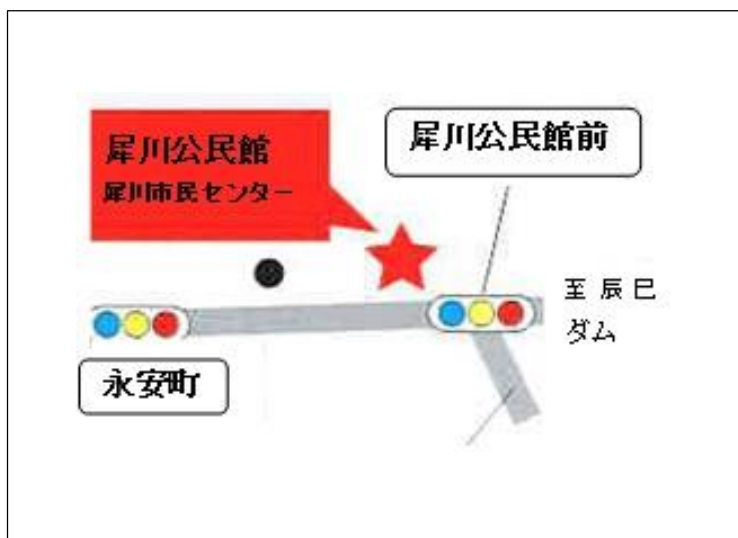 犀川公民館
犀川市民センター
犀川公民館前
至 辰 巳
ダム
永安町